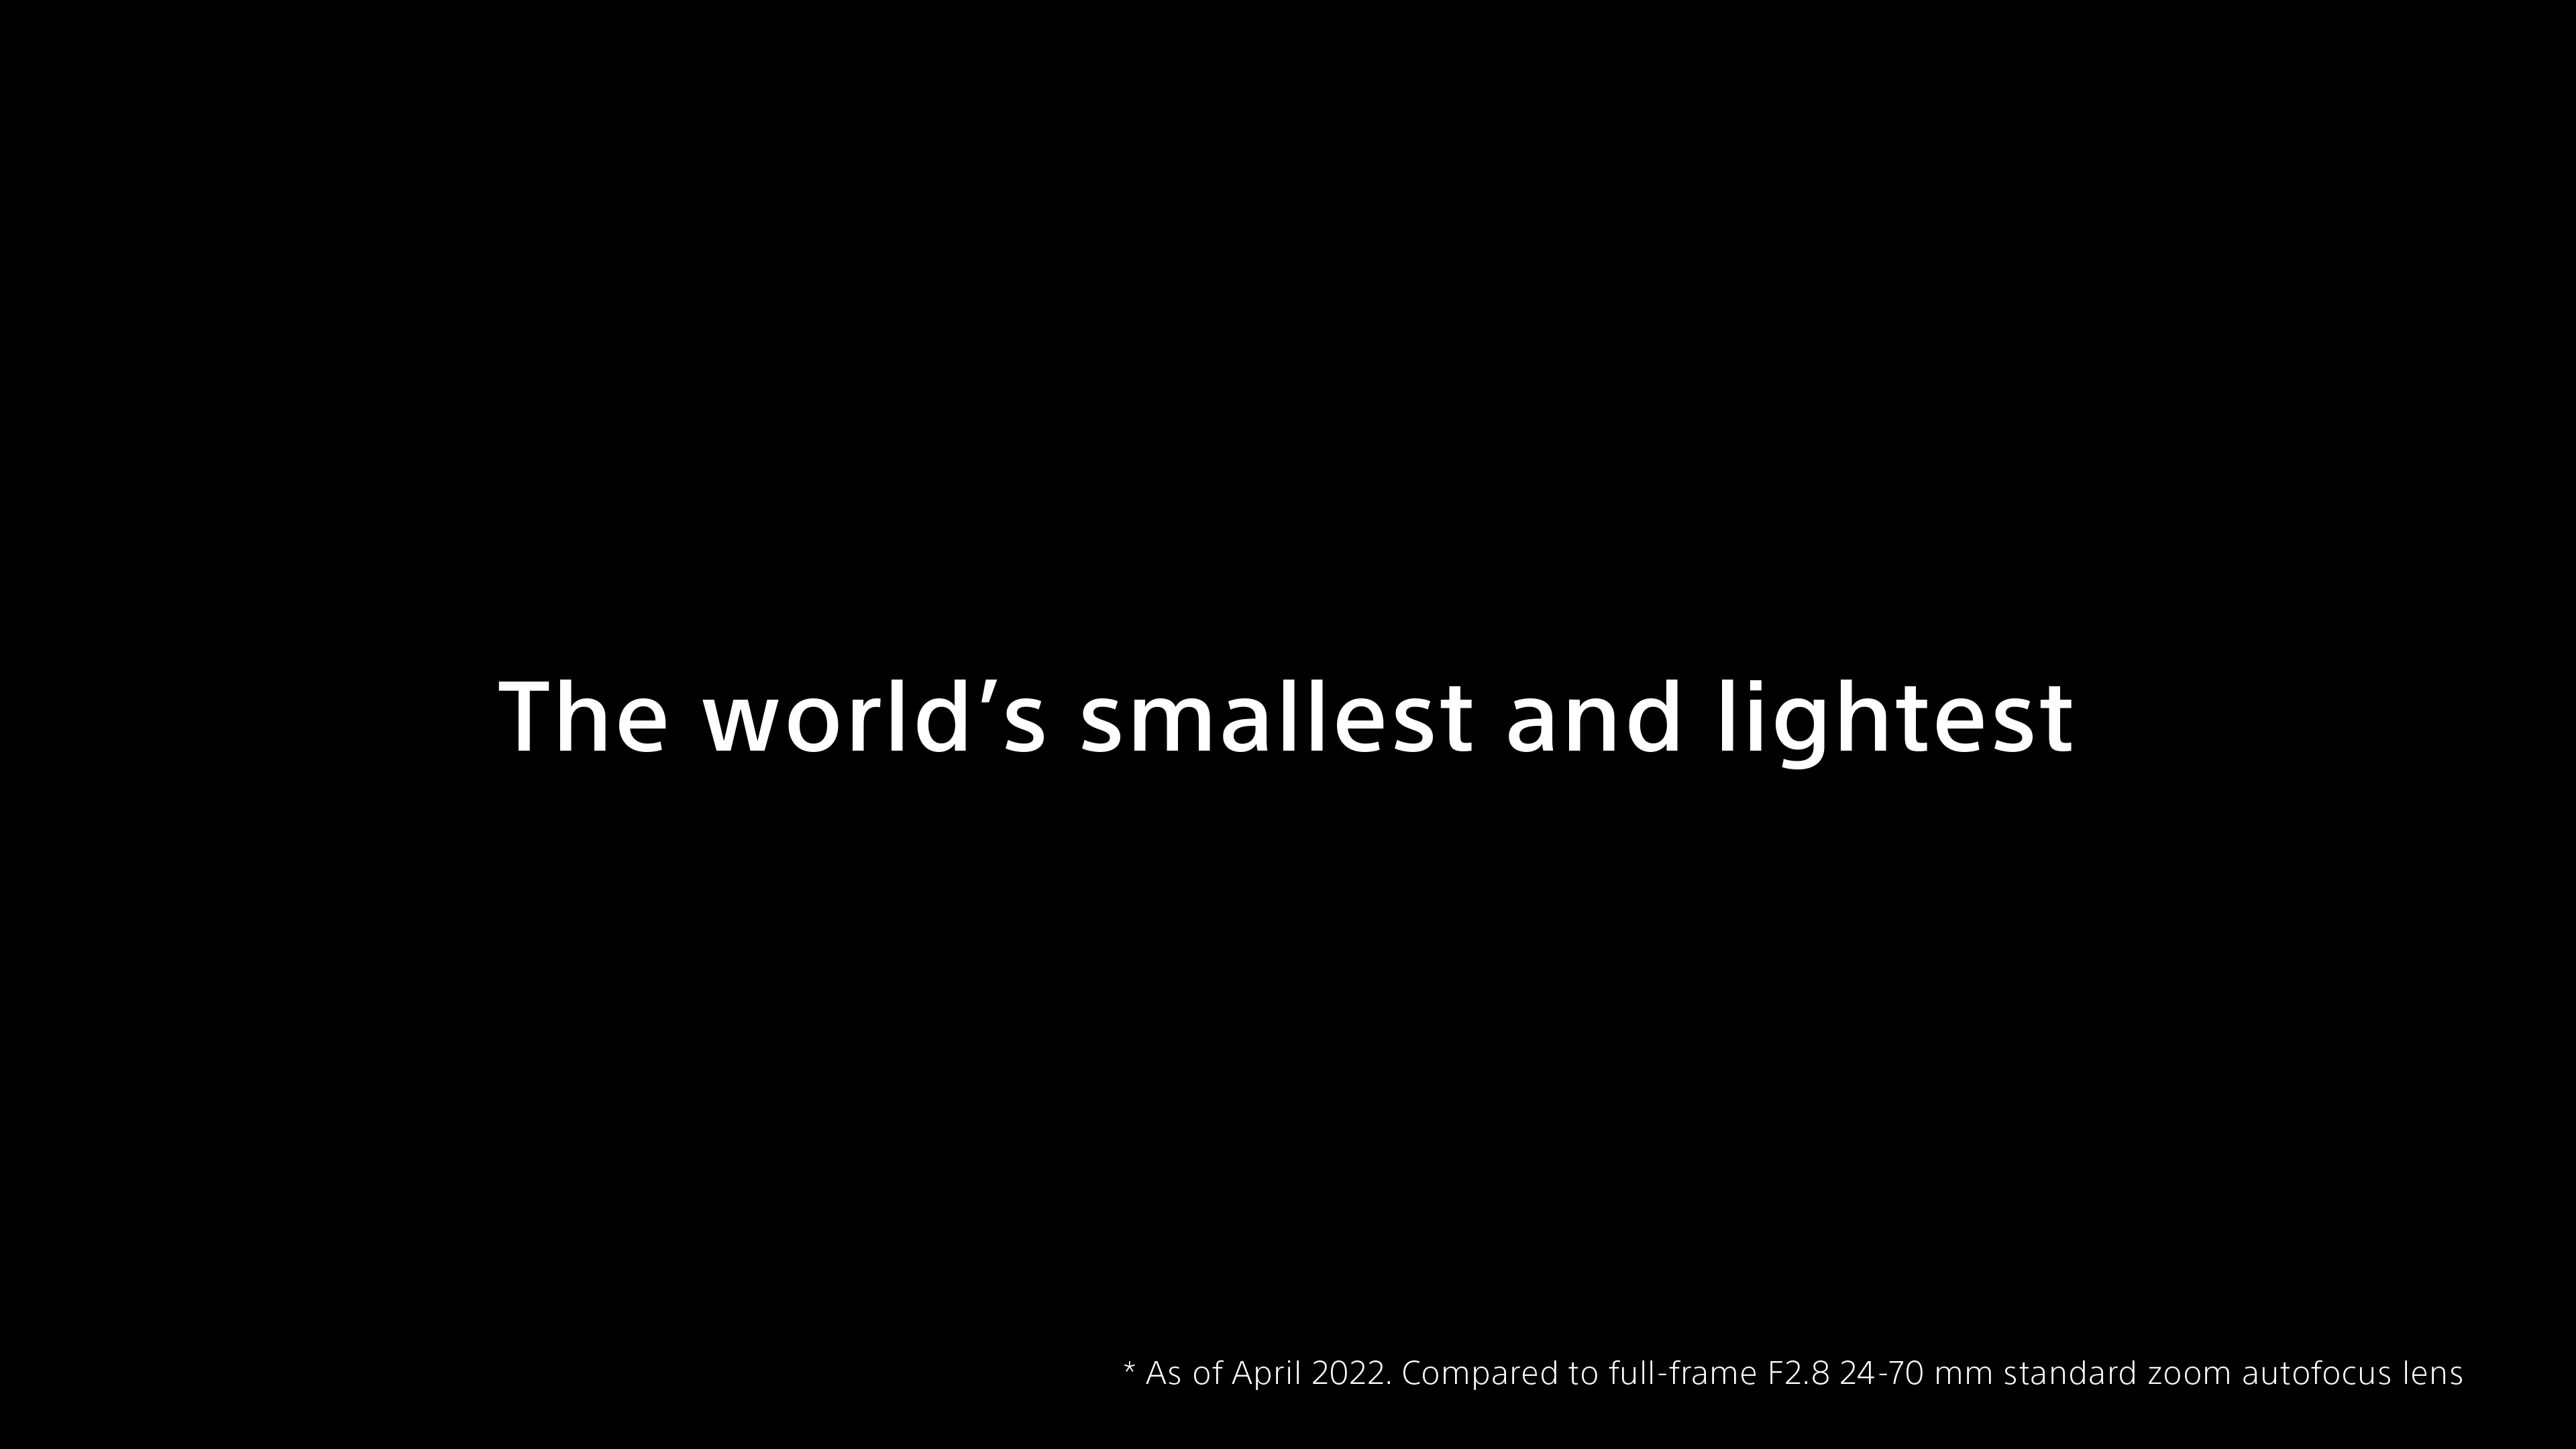 The world’s smallest and lightest
* As of April 2022. Compared to full-frame F2.8 24-70 mm standard zoom autofocus lens